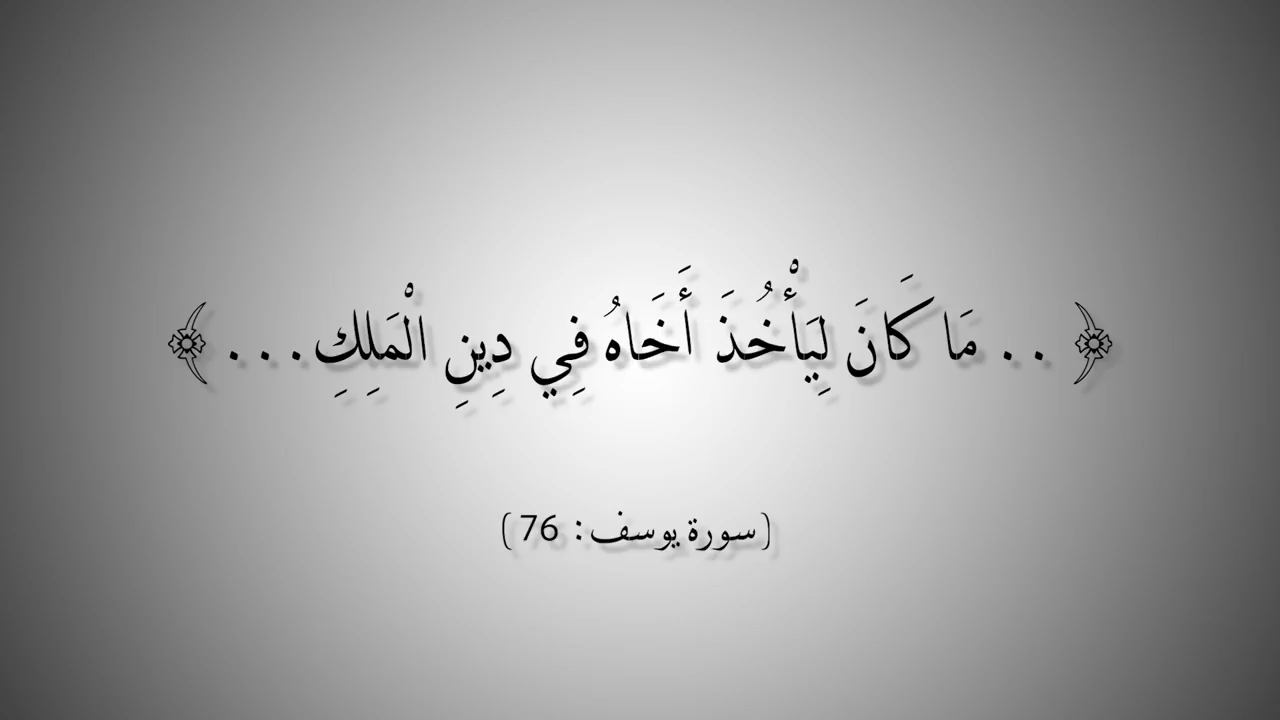 ﴿ .. مَا كَانَ لِيَأْخُذَ أَخَاهُ فِي دِينِ الْمَلِكِ... ﴾
(سورة يوسف: 76)